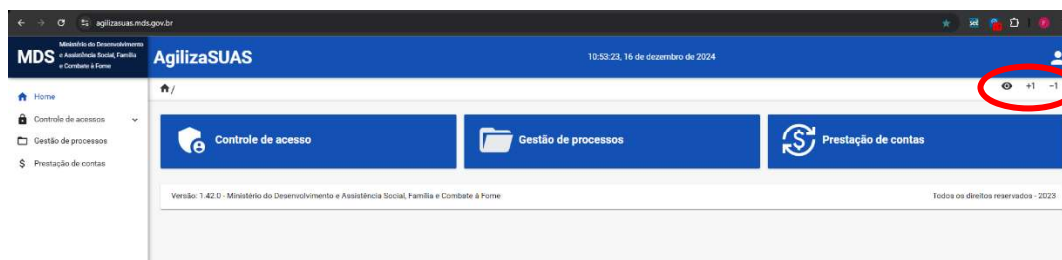 agilizasuas.mds.gov.br
MDS
Ministério do Desenvolvimento
e Assistência Social, Família
e Combate à Fome
AgilizaSUAS
10:53:23, 16 de dezembro de 2024
/
+1 -1
Home
Controle de acessos
Gestão de processos
Prestação de contas
Controle de acesso
Gestão de processos
Prestação de contas
Versão: 1.42.0 - Ministério do Desenvolvimento e Assistência Social, Família e Combate à Fome
Todos os direitos reservados - 2023